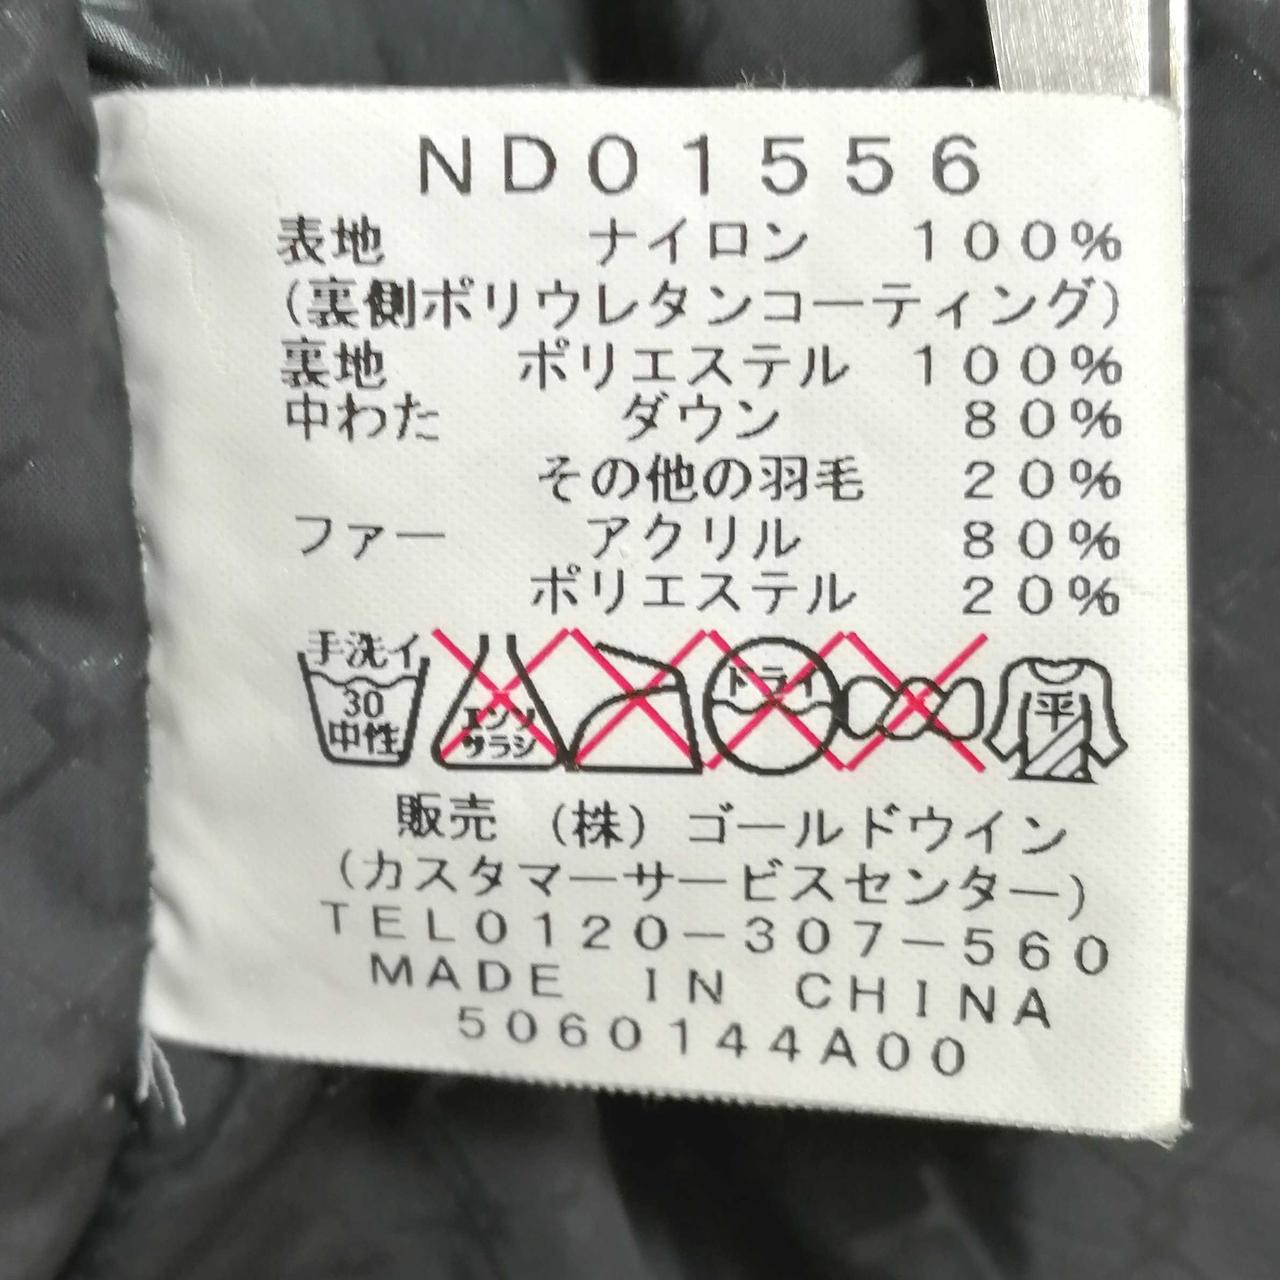 ND01556
表地 ナイロン 100%
(裏側ポリウレタンコーティング)
裏地 ポリエステル 100%
中わた ダウン 80%
その他の羽毛 20%
ファー アクリル 80%
ポリエステル 20%
手洗イ
30
中性
エンソ
サラシ
ドライ
平
販売 (株) ゴールドウイン
(カスタマーサービスセンター)
TEL0120-307-560
MADE IN CHINA
5060144A00